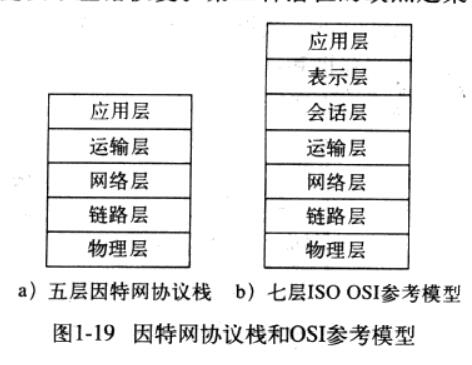 应用层
运输层
网络层
链路层
物理层
应用层
表示层
会话层
运输层
网络层
链路层
物理层
a）五层因特网协议栈 b）七层ISO OSI参考模型
图1-19 因特网协议栈和OSI参考模型